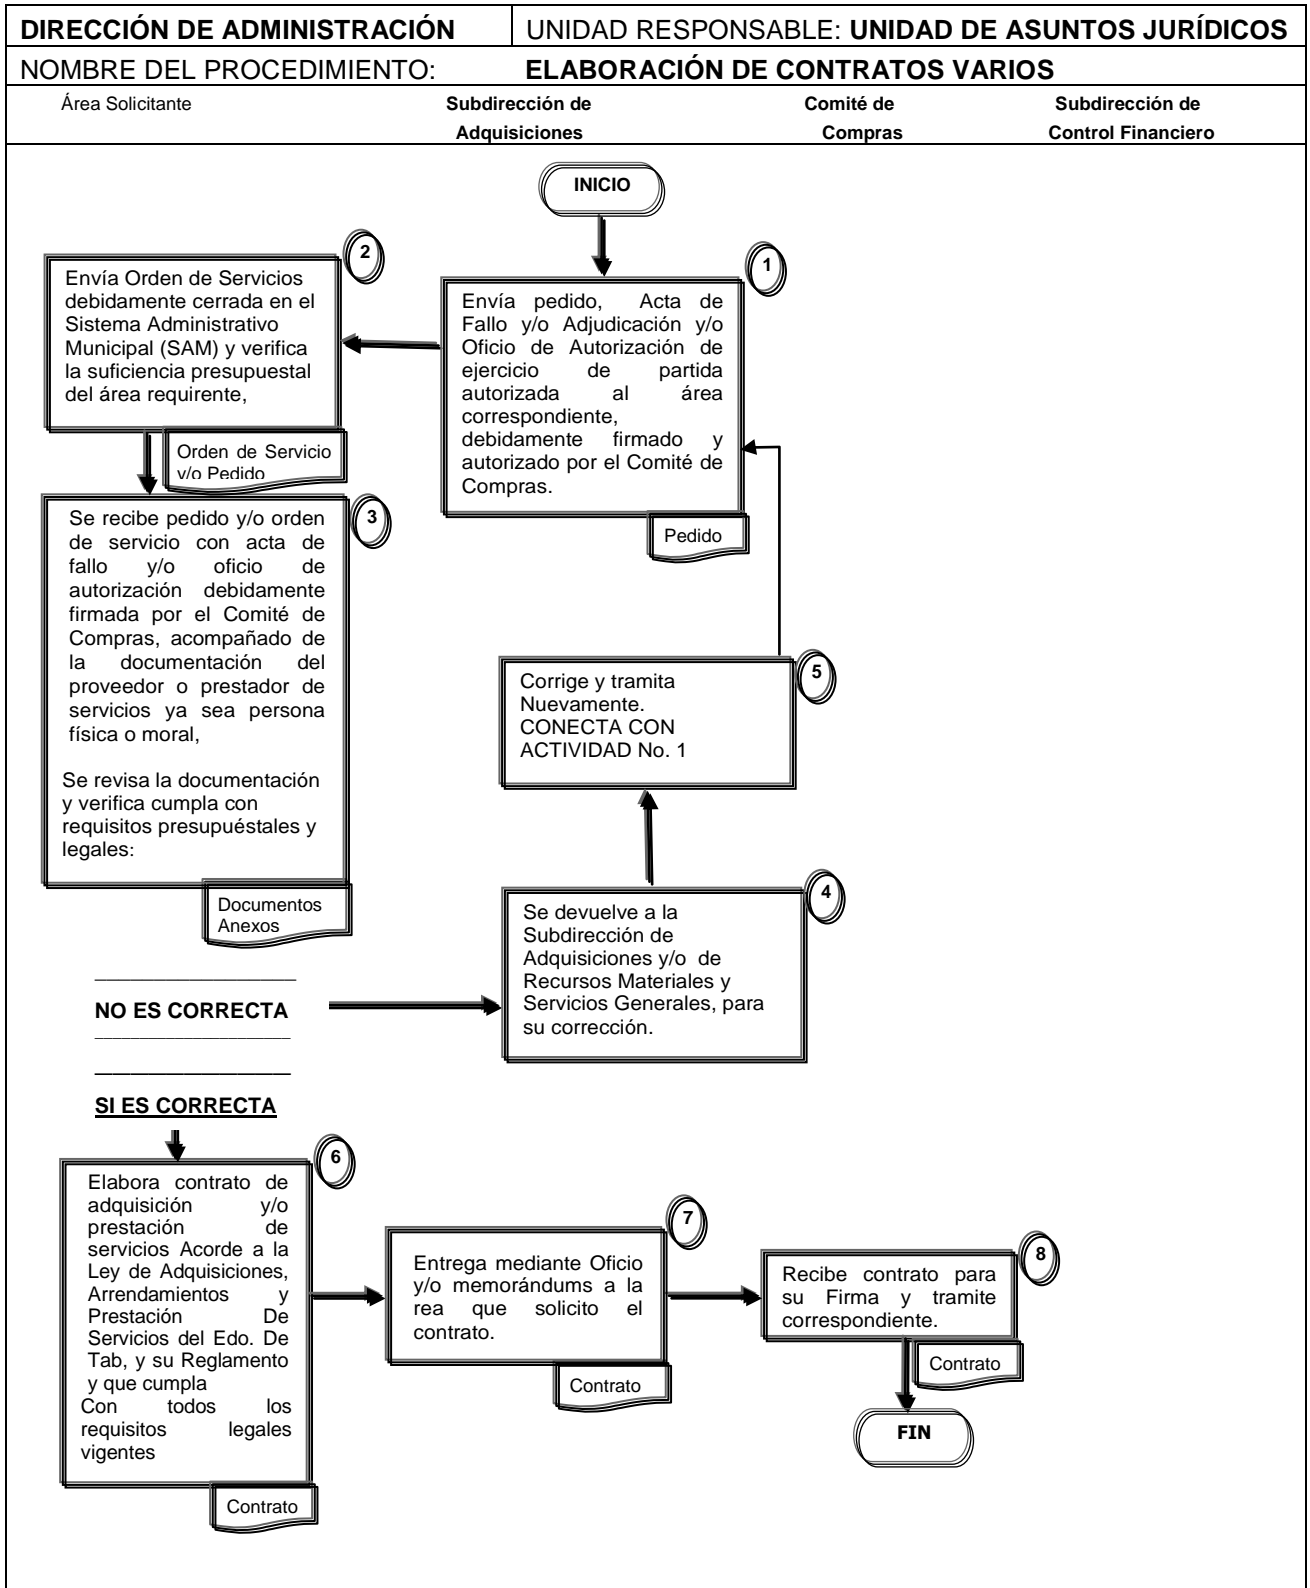 DIRECCIÓN DE ADMINISTRACIÓN
UNIDAD RESPONSABLE: UNIDAD DE ASUNTOS JURÍDICOS
NOMBRE DEL PROCEDIMIENTO: ELABORACIÓN DE CONTRATOS VARIOS
Área Solicitante
Subdirección de
Adquisiciones
Comité de
Compras
Subdirección de
Control Financiero
INICIO
1
Envía pedido, Acta de
Fallo y/o Adjudicación y/o
Oficio de Autorización de
ejercicio de partida
autorizada al área
correspondiente,
debidamente firmado y
autorizado por el Comité de
Compras.
Pedido
2
Envía Orden de Servicios
debidamente cerrada en el
Sistema Administrativo
Municipal (SAM) y verifica
la suficiencia presupuestal
del área requirente,
Orden de Servicio
y/o Pedido
3
Se recibe pedido y/o orden
de servicio con acta de
fallo y/o oficio de
autorización debidamente
firmada por el Comité de
Compras, acompañado de
la documentación del
proveedor o prestador de
servicios ya sea persona
física o moral,
Se revisa la documentación
y verifica cumpla con
requisitos presupuéstales y
legales:
Documentos
Anexos
5
Corrige y tramita
Nuevamente.
CONECTA CON
ACTIVIDAD No. 1
4
Se devuelve a la
Subdirección de
Adquisiciones y/o de
Recursos Materiales y
Servicios Generales, para
su corrección.
NO ES CORRECTA
SI ES CORRECTA
6
Elabora contrato de
adquisición y/o
prestación de
servicios Acorde a la
Ley de Adquisiciones,
Arrendamientos y
Prestación De
Servicios del Edo. De
Tab, y su Reglamento
y que cumpla
Con todos los
requisitos legales
vigentes
Contrato
7
Entrega mediante Oficio
y/o memorándums a la
rea que solicito el
contrato.
Contrato
8
Recibe contrato para
su Firma y tramite
correspondiente.
Contrato
FIN